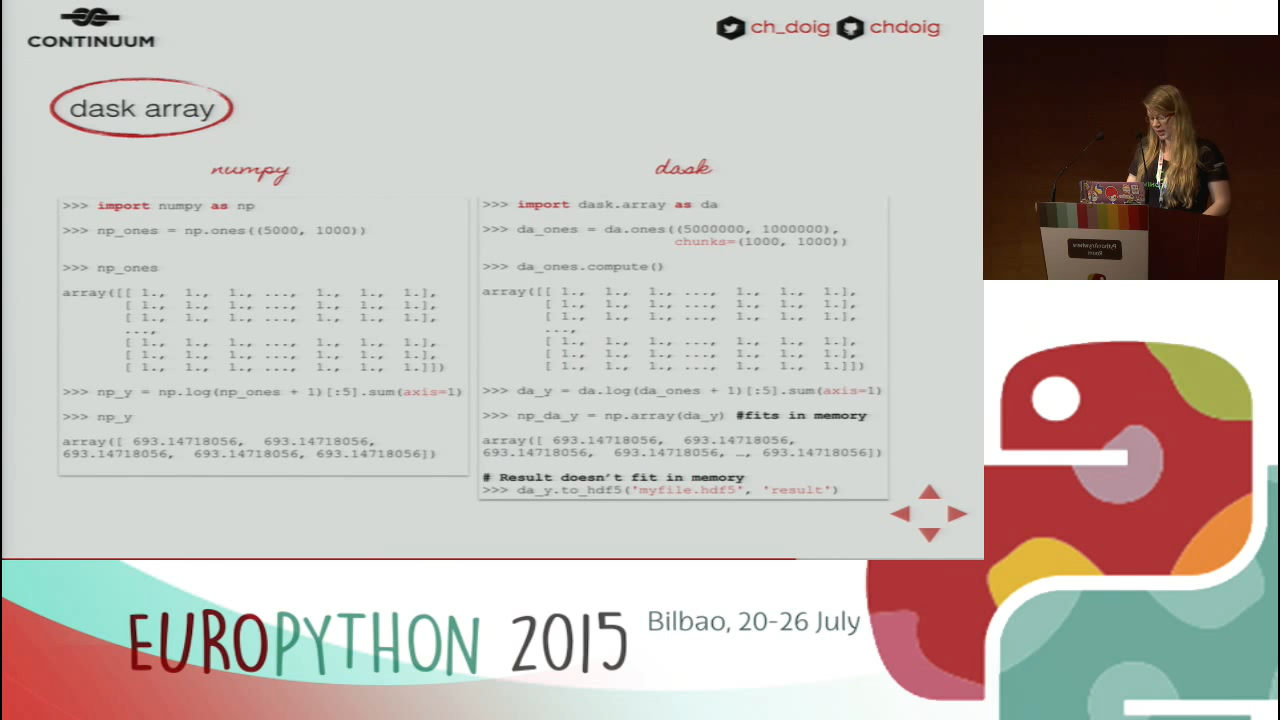 CONTINUUM
ch_doig chdoig
dask array
numpy
>>> import numpy as np
>>> np_ones = np.ones((5000, 1000))
>>> np_ones
array([[ 1., 1., 1., ..., 1., 1., 1.],
[ 1., 1., 1., ..., 1., 1., 1.],
[ 1., 1., 1., ..., 1., 1., 1.],
...,
[ 1., 1., 1., ..., 1., 1., 1.],
[ 1., 1., 1., ..., 1., 1., 1.],
[ 1., 1., 1., ..., 1., 1., 1.]])
>>> np_y = np.log(np_ones + 1)[:5].sum(axis=1)
>>> np_y
array([ 693.14718056, 693.14718056,
693.14718056, 693.14718056, 693.14718056])
dask
>>> import dask.array as da
>>> da_ones = da.ones((5000000, 1000000),
chunks=(1000, 1000))
>>> da_ones.compute()
array([[ 1., 1., 1., ..., 1., 1., 1.],
[ 1., 1., 1., ..., 1., 1., 1.],
[ 1., 1., 1., ..., 1., 1., 1.],
...,
[ 1., 1., 1., ..., 1., 1., 1.],
[ 1., 1., 1., ..., 1., 1., 1.],
[ 1., 1., 1., ..., 1., 1., 1.]])
>>> da_y = da.log(da_ones + 1)[:5].sum(axis=1)
>>> np_da_y = np.array(da_y) #fits in memory
array([ 693.14718056, 693.14718056,
693.14718056, 693.14718056, …, 693.14718056])
# Result doesn't fit in memory
>>> da_y.to_hdf5('myfile.hdf5', 'result')
PythonAnywhere
Room
EUROPYTHON 2015
Bilbao, 20-26 July